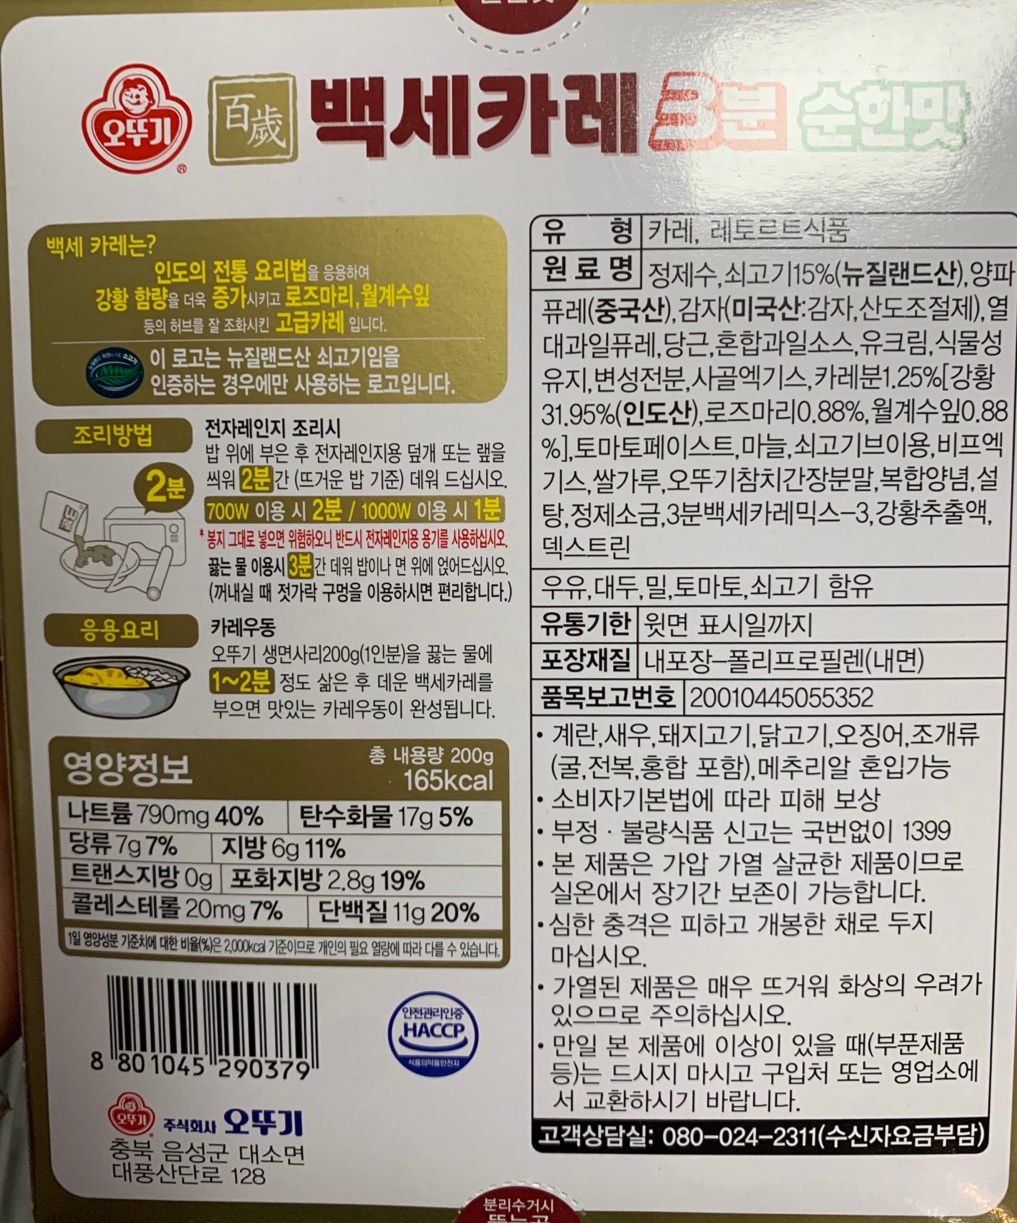 오뚜기
百歲
백세카레 3분 순한맛
백세 카레는?
인도의 전통 요리법을 응용하여
강황 함량을 더욱 증가시키고 로즈마리, 월계수잎
등의 허브를 잘 조화시킨 고급카레 입니다.
이 로고는 뉴질랜드산 쇠고기임을
인증하는 경우에만 사용하는 로고입니다.
조리방법
전자레인지 조리시
밥 위에 부은 후 전자레인지용 덮개 또는 랲을
씌워 2분간 (뜨거운 밥 기준) 데워 드십시오.
2분
700W 이용 시 2분 / 1000W 이용 시 1분
*봉지 그대로 넣으면 위험하오니 반드시 전자레인지용 용기를 사용하십시오.
끓는 물 이용시 3분간 데워 밥이나 면 위에 얹어드십시오.
(꺼내실 때 젓가락 구멍을 이용하시면 편리합니다.)
응용요리
카레우동
오뚜기 생면사리200g(1인분)을 끓는 물에
1~2분 정도 삶은 후 데운 백세카레를
부으면 맛있는 카레우동이 완성됩니다.
영양정보
총 내용량 200g
165kcal
나트륨 790mg 40% 탄수화물 17g 5%
당류 7g 7% 지방 6g 11%
트랜스지방 0g 포화지방 2.8g 19%
콜레스테롤 20mg 7% 단백질 11g 20%
1일 영양성분 기준치에 대한 비율(%)은 2,000kcal 기준이므로 개인의 필요 열량에 따라 다를 수 있습니다.
8 801045 290379
안전관리인증
HACCP
식품의약품안전처
오뚜기 주식회사 오뚜기
충북 음성군 대소면
대풍산단로 128
유 형 카레, 레토르트식품
원료명 정제수,쇠고기15%(뉴질랜드산),양파
퓨레(중국산),감자(미국산:감자,산도조절제),열
대과일퓨레,당근,혼합과일소스,유크림,식물성
유지,변성전분,사골엑기스,카레분1.25%[강황
31.95%(인도산),로즈마리0.88%,월계수잎0.88
%],토마토페이스트,마늘,쇠고기브이용,비프엑
기스,쌀가루,오뚜기참치간장분말,복합양념,설
탕,정제소금,3분백세카레믹스-3,강황추출액,
덱스트린
우유,대두,밀,토마토,쇠고기 함유
유통기한 윗면 표시일까지
포장재질 내포장-폴리프로필렌(내면)
품목보고번호 20010445055352
• 계란,새우,돼지고기,닭고기,오징어,조개류
(굴,전복,홍합 포함),메추리알 혼입가능
• 소비자기본법에 따라 피해 보상
• 부정 · 불량식품 신고는 국번없이 1399
• 본 제품은 가압 가열 살균한 제품이므로
실온에서 장기간 보존이 가능합니다.
• 심한 충격은 피하고 개봉한 채로 두지
마십시오.
• 가열된 제품은 매우 뜨거워 화상의 우려가
있으므로 주의하십시오.
• 만일 본 제품에 이상이 있을 때(부푼제품
등)는 드시지 마시고 구입처 또는 영업소에
서 교환하시기 바랍니다.
고객상담실: 080-024-2311(수신자요금부담)
분리수거시